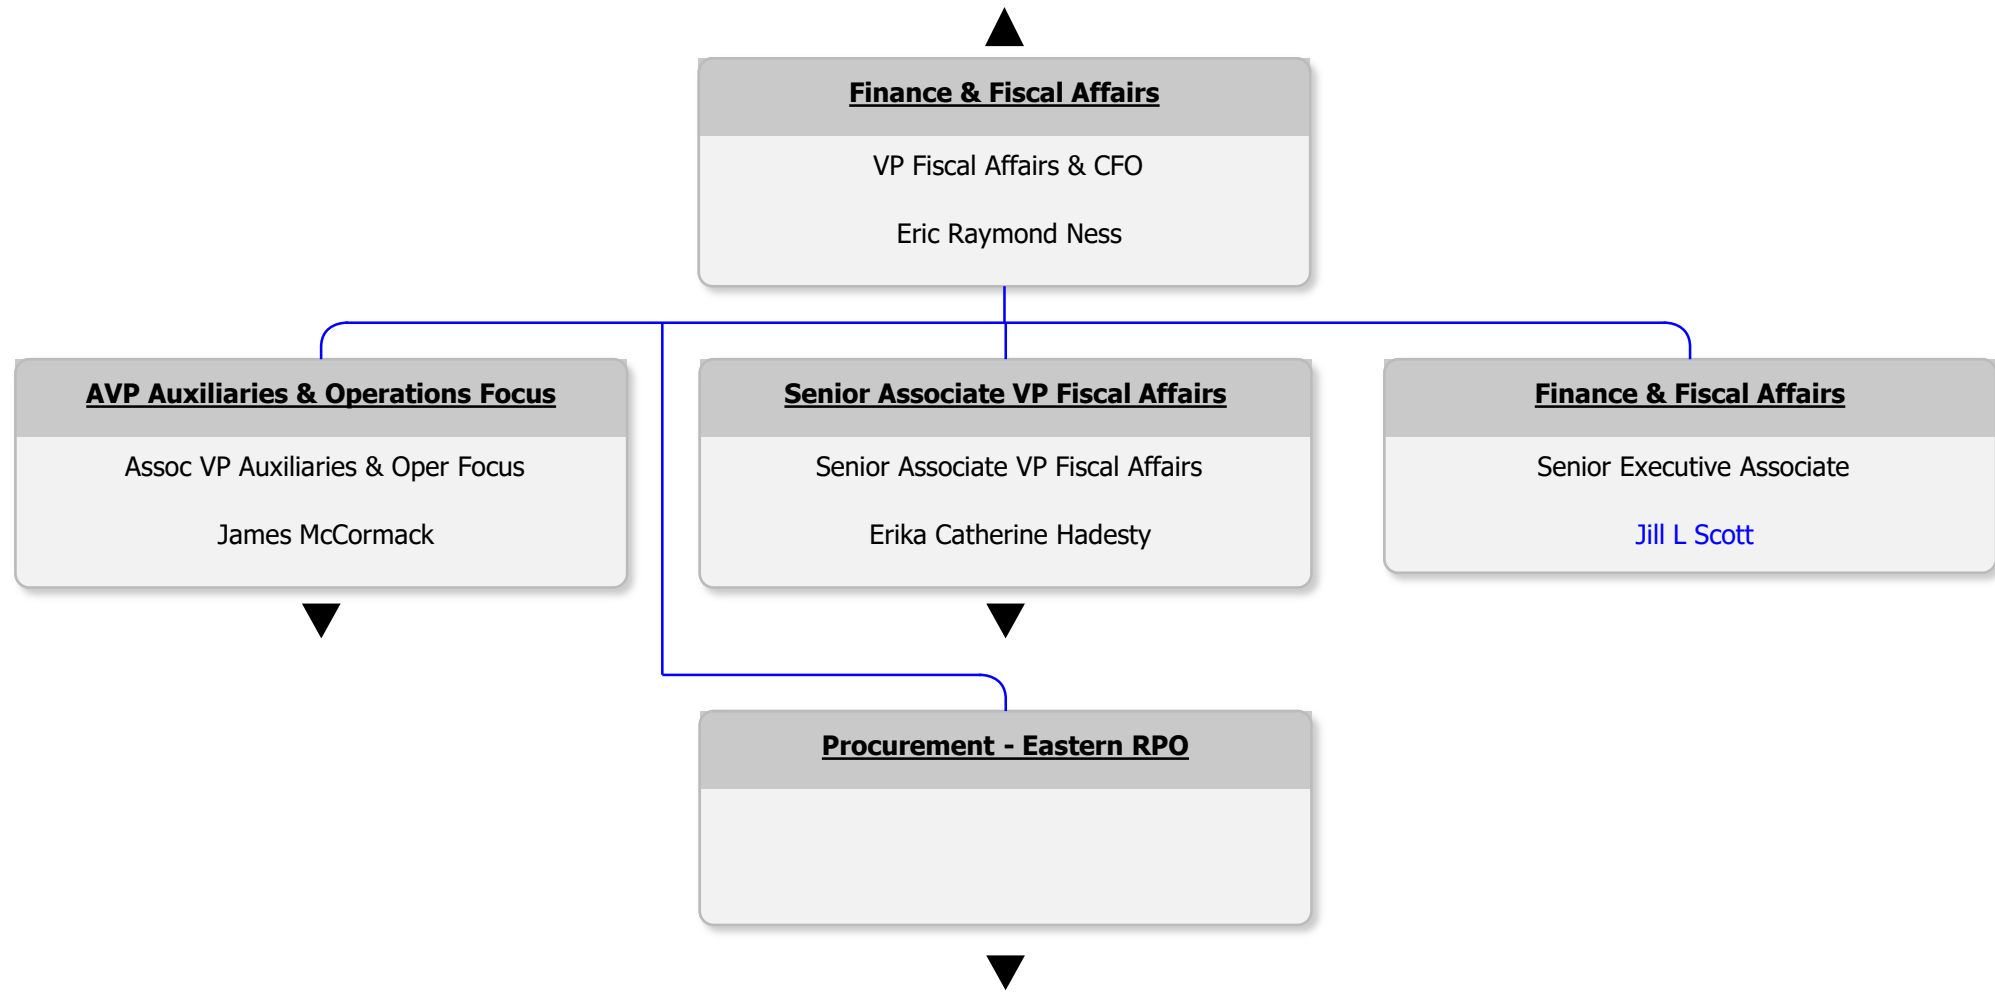 Finance & Fiscal Affairs
VP Fiscal Affairs & CFO
Eric Raymond Ness
AVP Auxiliaries & Operations Focus
Assoc VP Auxiliaries & Oper Focus
James McCormack
Senior Associate VP Fiscal Affairs
Senior Associate VP Fiscal Affairs
Erika Catherine Hadesty
Finance & Fiscal Affairs
Senior Executive Associate
Jill L Scott
Procurement - Eastern RPO